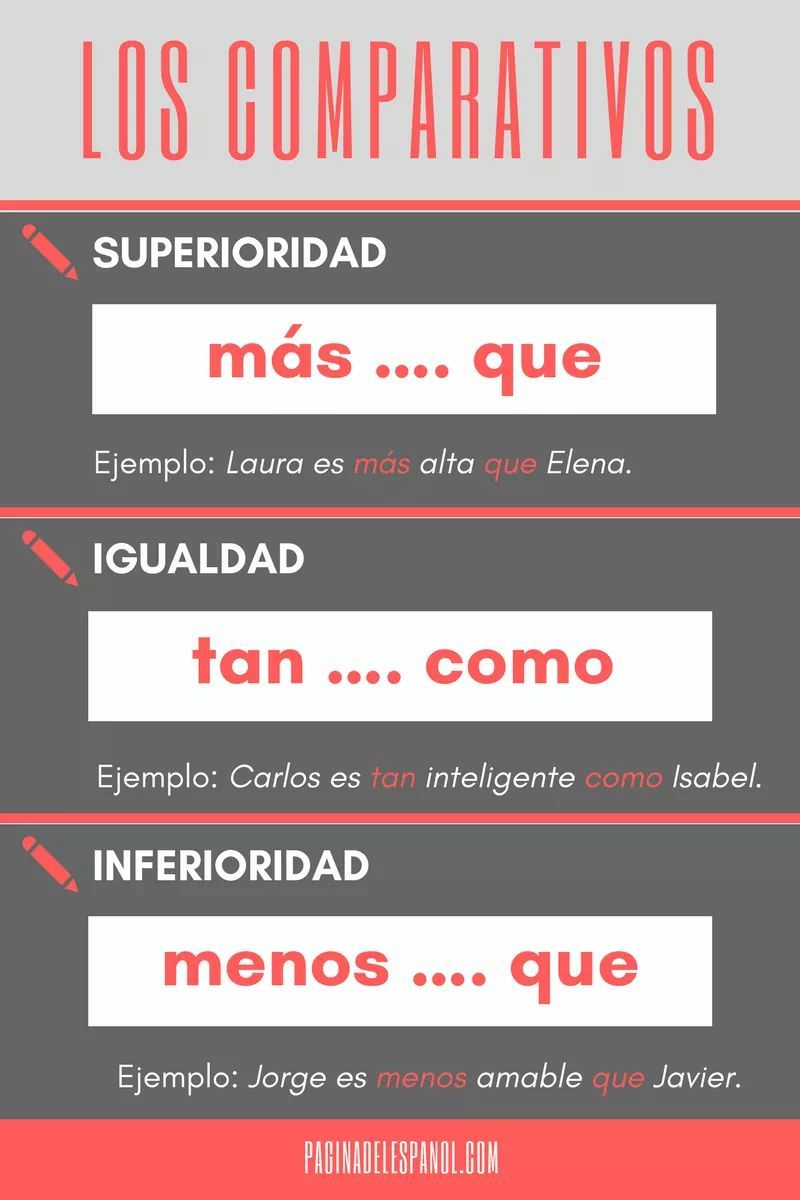 LOS COMPARATIVOS
SUPERIORIDAD
más .... que
Ejemplo: Laura es más alta que Elena.
IGUALDAD
tan .... como
Ejemplo: Carlos es tan inteligente como Isabel.
INFERIORIDAD
menos .... que
Ejemplo: Jorge es menos amable que Javier.
PAGINADELESPANOL.COM